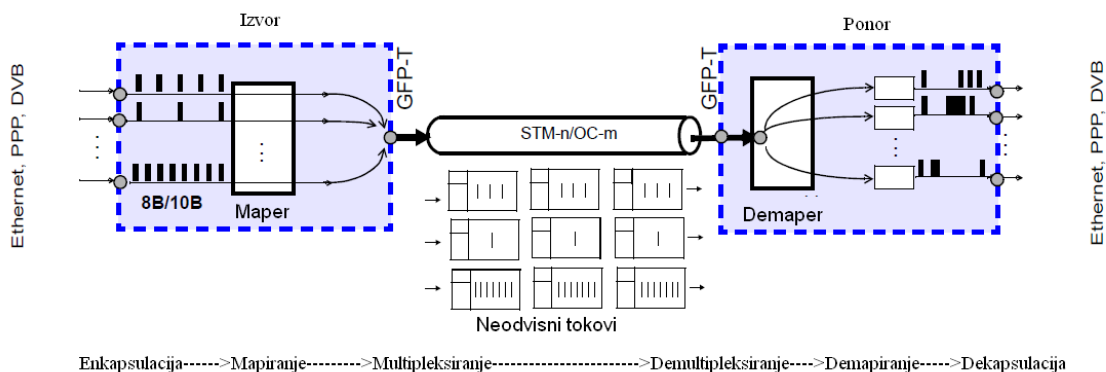 Izvor
Ponor
Ethernet, PPP, DVB
GFP-T
GFP-T
Ethernet, PPP, DVB
STM-n/OC-m
8B/10B
Maper
Demaper
Neodvisni tokovi
Enkapsulacija----->Mapiranje-------->Multipleksiranje-------------------->Demultipleksiranje----->Demapiranje----->Dekapsulacija